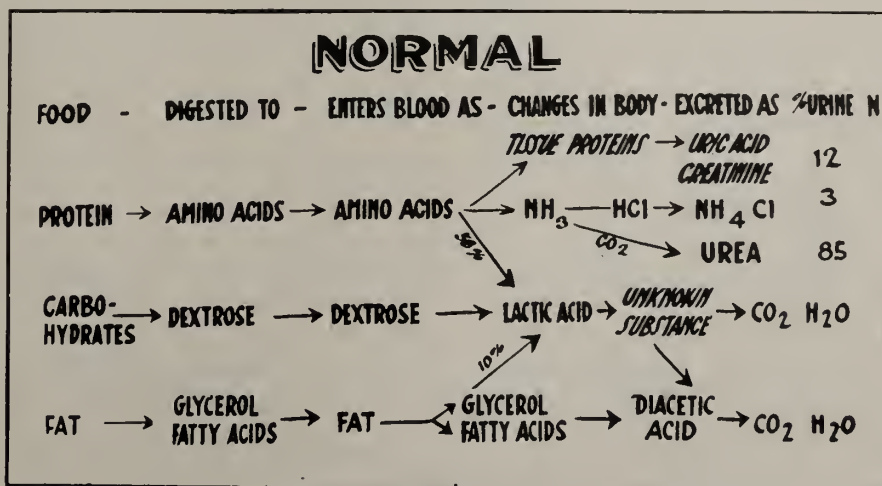 NORMAL
FOOD - DIGESTED TO - ENTERS BLOOD AS - CHANGES IN BODY - EXCRETED AS %URINE N
TISSUE PROTEINS → URIC ACID 12
CREATININE
PROTEIN → AMINO ACIDS → AMINO ACIDS → NH3 — HCl → NH4 Cl 3
CO2 UREA 85
CARBO- DEXTROSE → DEXTROSE → LACTIC ACID → UNKNOWN → CO2 H2O
HYDRATES SUBSTANCE
10%
GLYCEROL GLYCEROL DIACETIC
FAT → FATTY ACIDS → FAT → FATTY ACIDS → ACID → CO2 H2O